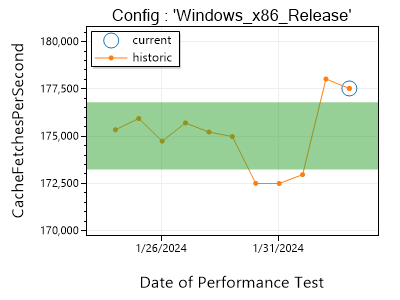 Config : 'Windows_x86_Release'
current
historic
180,000
177,500
175,000
172,500
170,000
CacheFetchesPerSecond
1/26/2024
1/31/2024
Date of Performance Test